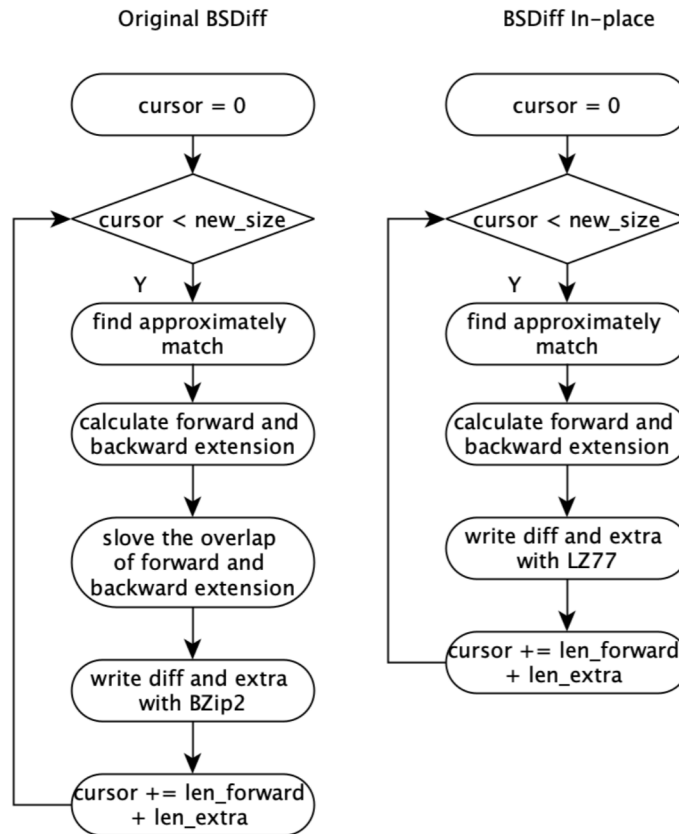 Original BSDiff
cursor = 0
cursor < new_size
Y
find approximately
match
calculate forward and
backward extension
slove the overlap
of forward and
backward extension
write diff and extra
with BZip2
cursor += len_forward
+ len_extra
BSDiff In-place
cursor = 0
cursor < new_size
Y
find approximately
match
calculate forward and
backward extension
write diff and extra
with LZ77
cursor += len_forward
+ len_extra